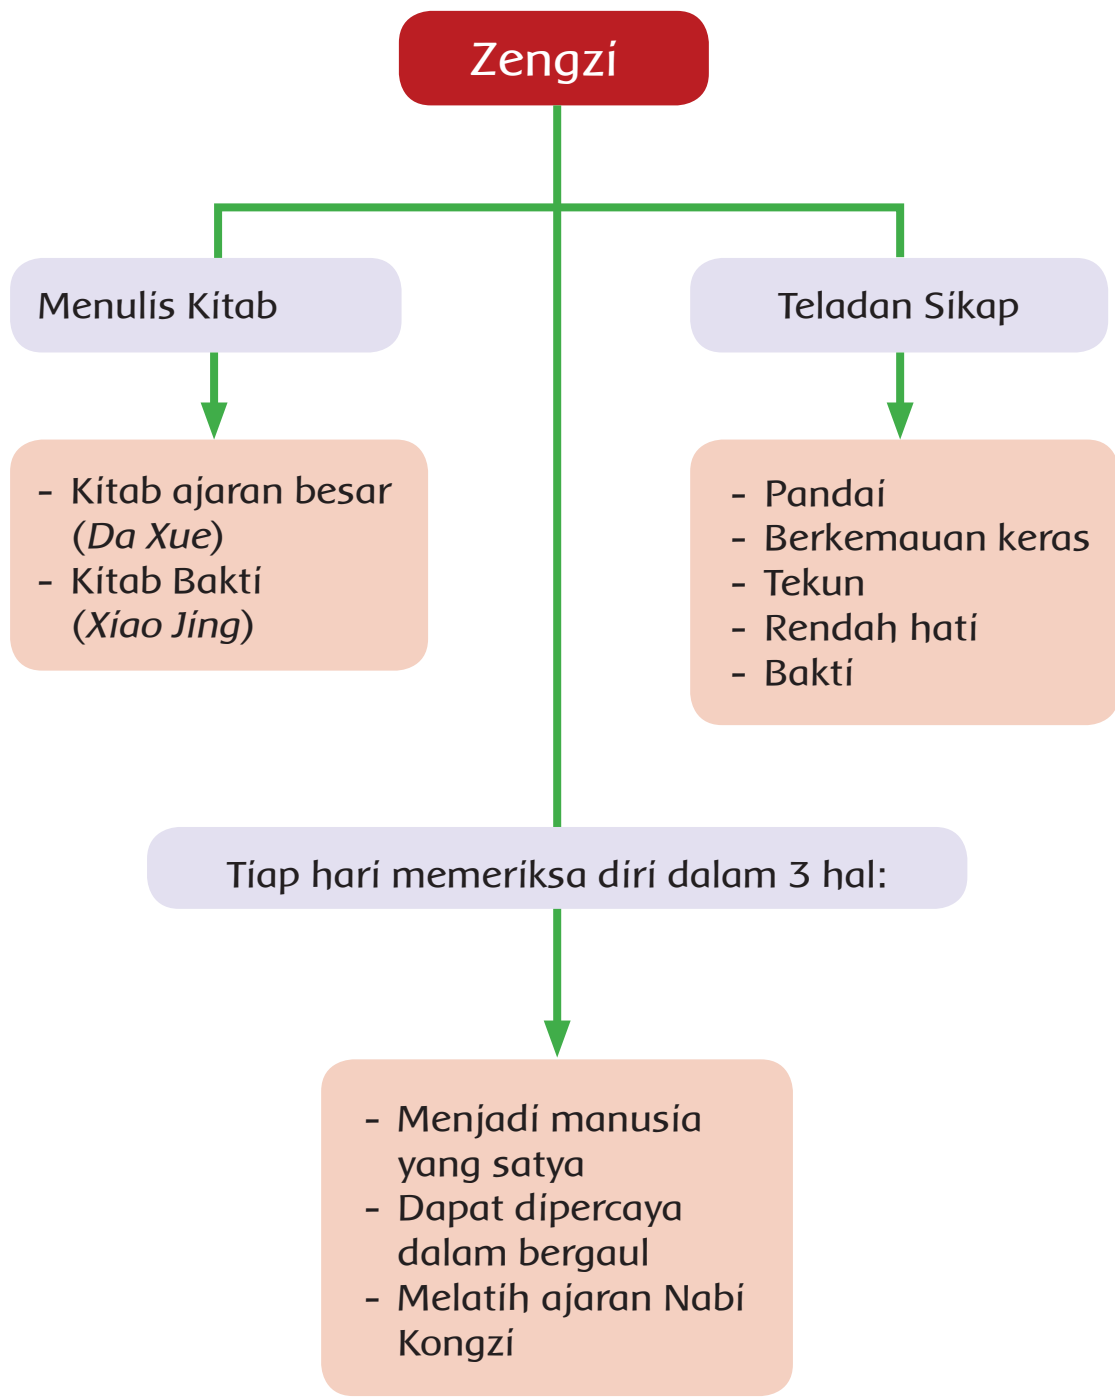 Zengzi
Menulis Kitab
- Kitab ajaran besar
(Da Xue)
- Kitab Bakti
(Xiao Jing)
Teladan Sikap
- Pandai
- Berkemauan keras
- Tekun
- Rendah hati
- Bakti
Tiap hari memeriksa diri dalam 3 hal:
- Menjadi manusia
yang satya
- Dapat dipercaya
dalam bergaul
- Melatih ajaran Nabi
Kongzi